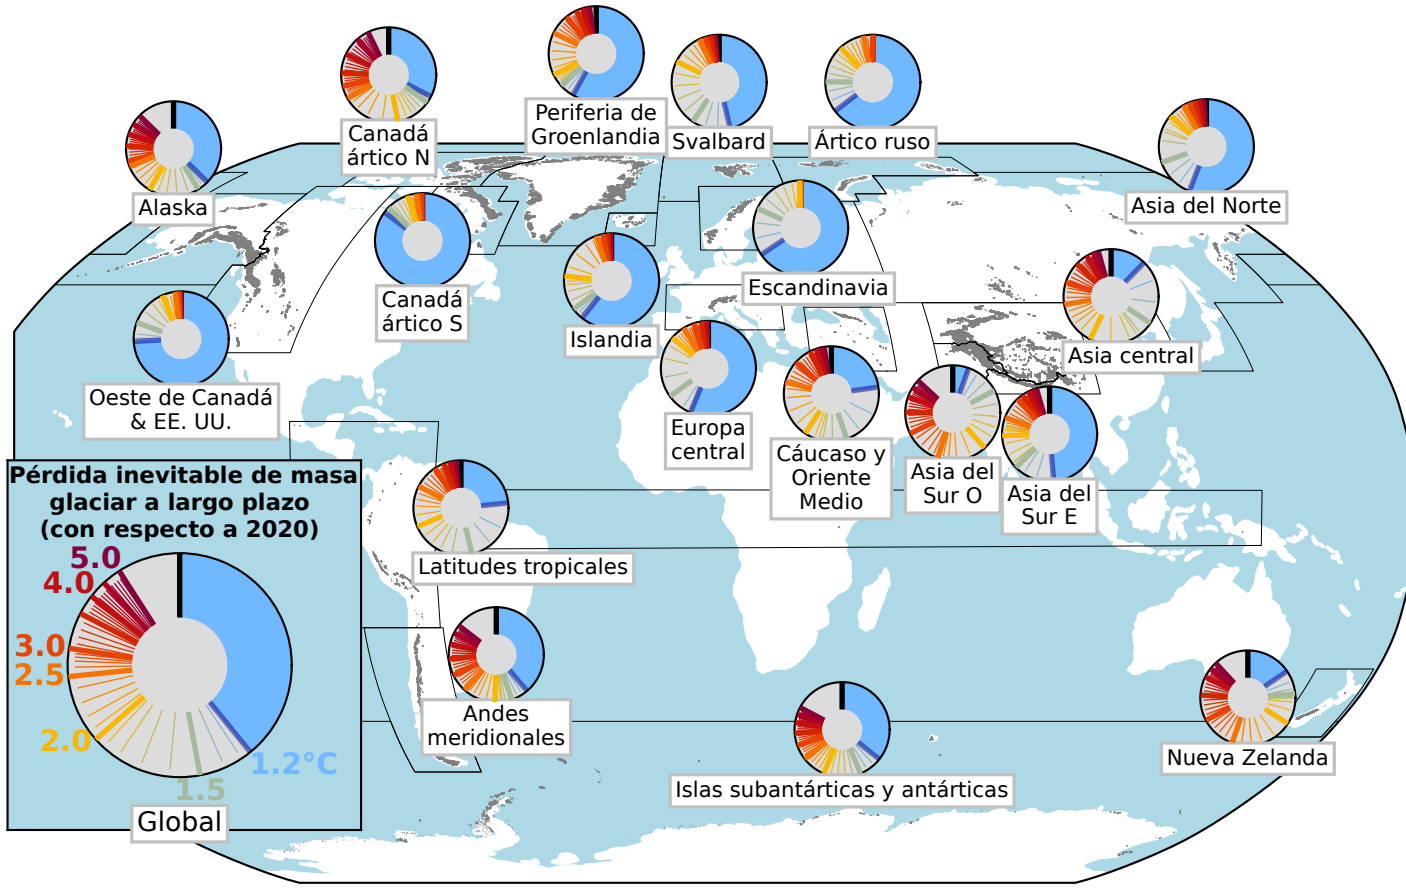 Periferia de
Groenlandia
Canadá
ártico N
Svalbard
Ártico ruso
Alaska
Asia del Norte
Canadá
ártico S
Escandinavia
Islandia
Asia central
Oeste de Canadá
& EE. UU.
Europa
central
Cáucaso y
Oriente
Medio
Asia del
Sur O
Asia del
Sur E
Latitudes tropicales
Andes
meridionales
Islas subantárticas y antárticas
Nueva Zelanda
Pérdida inevitable de masa
glaciar a largo plazo
(con respecto a 2020)
5.0
4.0
3.0
2.5
2.0
1.5
1.2°C
Global